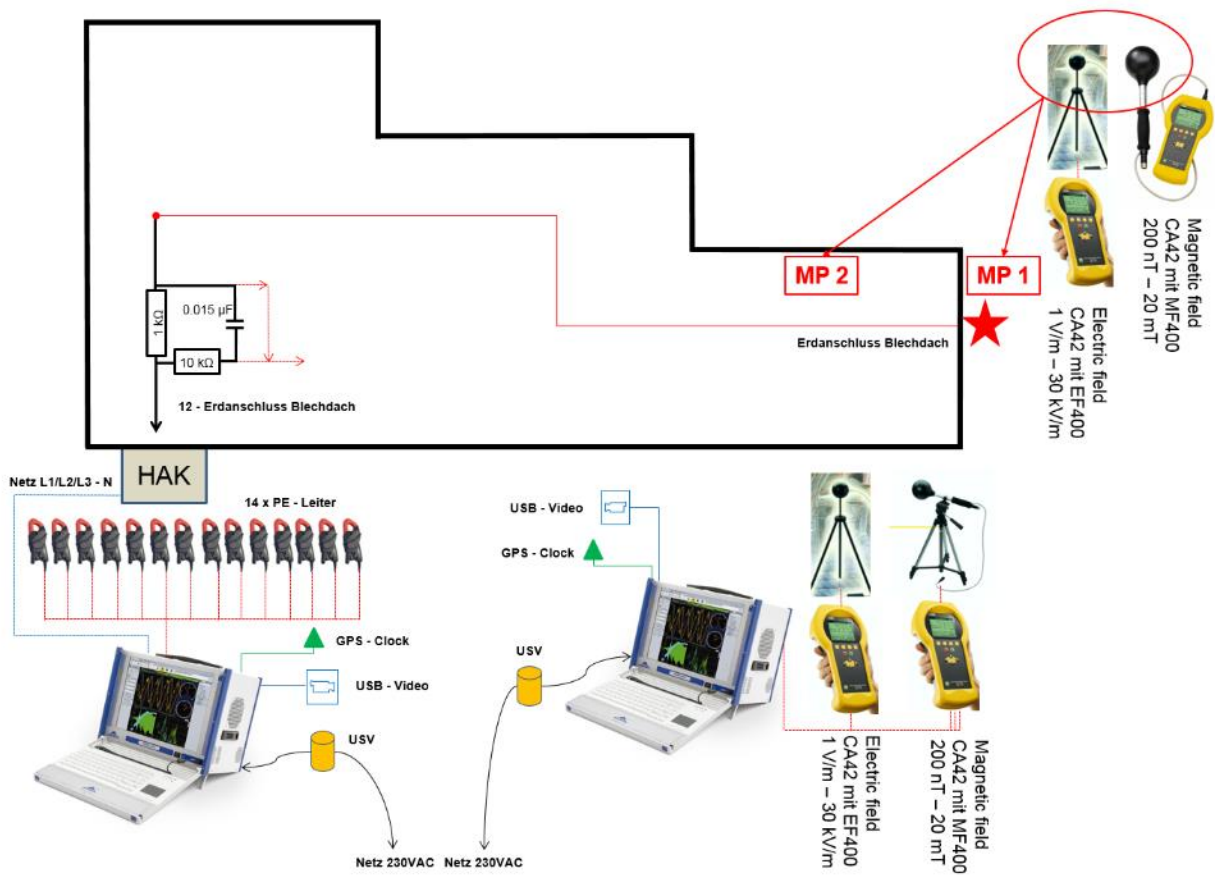 MP 2
MP 1
Erdanschluss Blechdach
Magnetic field
CA42 mit MF400
200 nT – 20 mT
Electric field
CA42 mit EF400
1 V/m – 30 kV/m
1 kΩ
0.015 µF
10 kΩ
12 - Erdanschluss Blechdach
HAK
Netz L1/L2/L3 - N
14 x PE - Leiter
GPS - Clock
USB - Video
USV
Netz 230VAC
USB - Video
GPS - Clock
USV
Netz 230VAC
Electric field
CA42 mit EF400
1 V/m – 30 kV/m
Magnetic field
CA42 mit MF400
200 nT – 20 mT